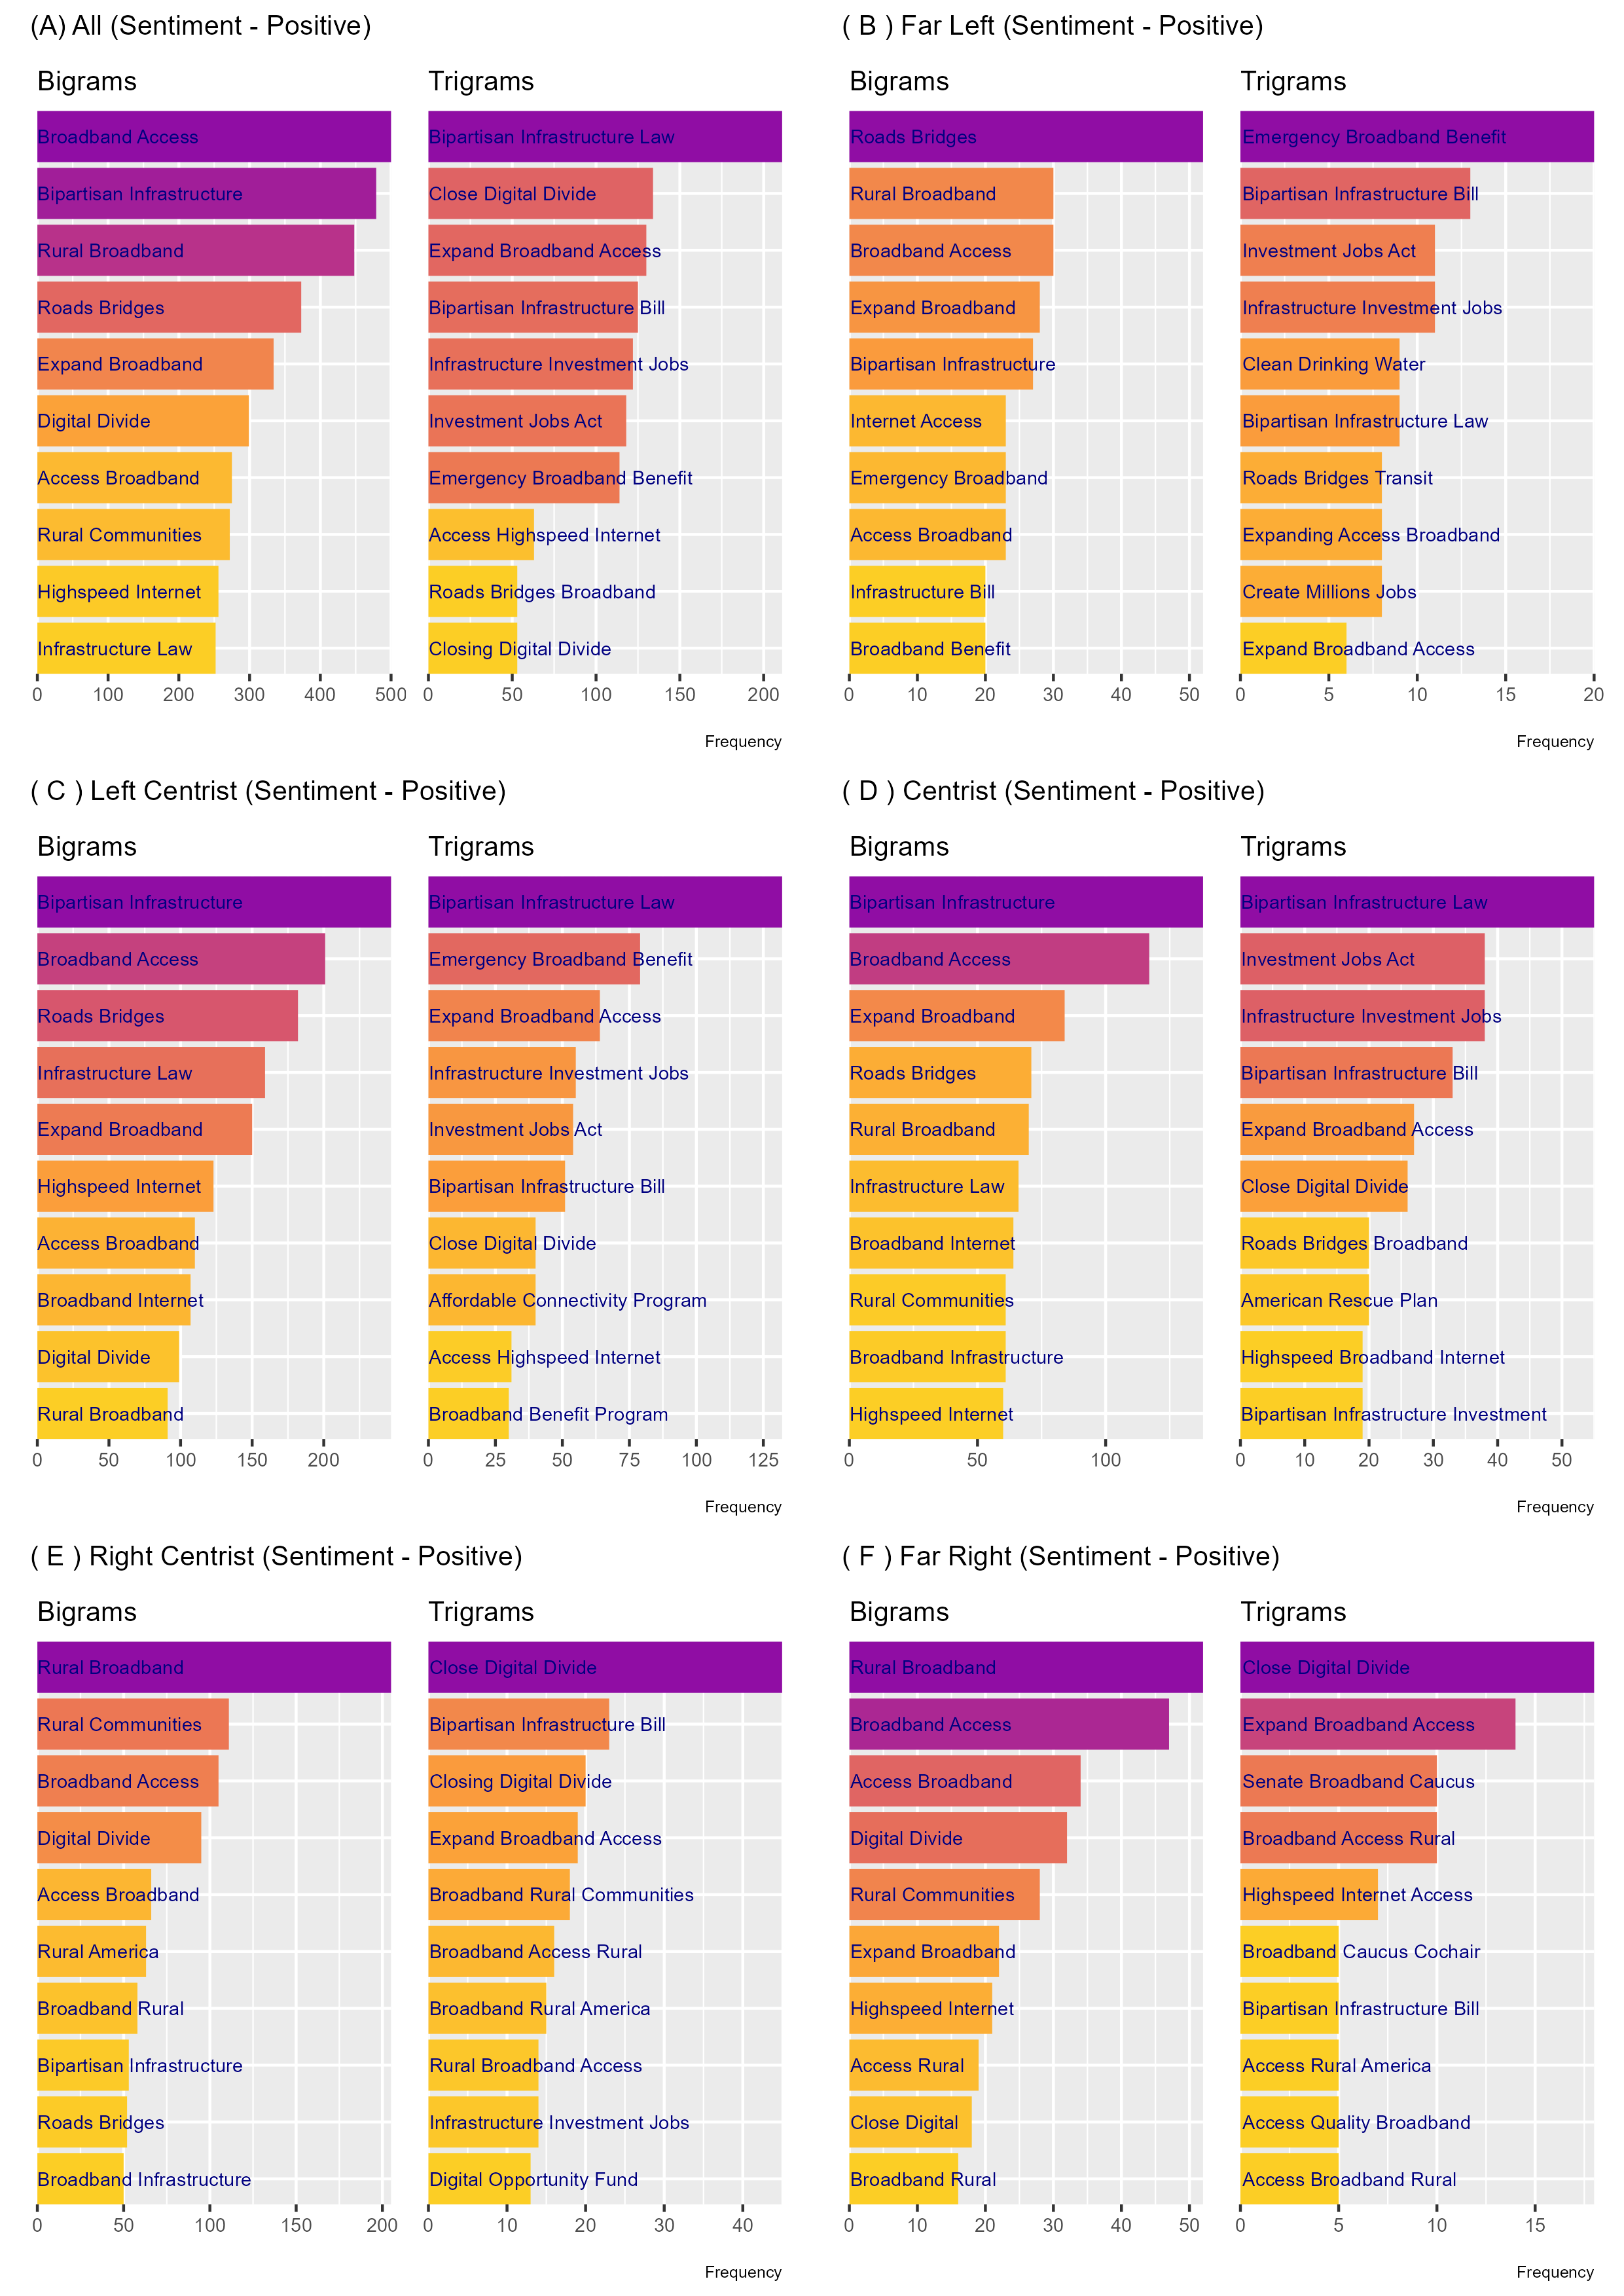 (A) All (Sentiment - Positive)
Bigrams
Broadband Access
Bipartisan Infrastructure
Rural Broadband
Roads Bridges
Expand Broadband
Digital Divide
Access Broadband
Rural Communities
Highspeed Internet
Infrastructure Law
0 100 200 300 400 500
Trigrams
Bipartisan Infrastructure Law
Close Digital Divide
Expand Broadband Access
Bipartisan Infrastructure Bill
Infrastructure Investment Jobs
Investment Jobs Act
Emergency Broadband Benefit
Access Highspeed Internet
Roads Bridges Broadband
Closing Digital Divide
0 50 100 150 200
Frequency
( B ) Far Left (Sentiment - Positive)
Bigrams
Roads Bridges
Rural Broadband
Broadband Access
Expand Broadband
Bipartisan Infrastructure
Internet Access
Emergency Broadband
Access Broadband
Infrastructure Bill
Broadband Benefit
0 10 20 30 40 50
Trigrams
Emergency Broadband Benefit
Bipartisan Infrastructure Bill
Investment Jobs Act
Infrastructure Investment Jobs
Clean Drinking Water
Bipartisan Infrastructure Law
Roads Bridges Transit
Expanding Access Broadband
Create Millions Jobs
Expand Broadband Access
0 5 10 15 20
Frequency
( C ) Left Centrist (Sentiment - Positive)
Bigrams
Bipartisan Infrastructure
Broadband Access
Roads Bridges
Infrastructure Law
Expand Broadband
Highspeed Internet
Access Broadband
Broadband Internet
Digital Divide
Rural Broadband
0 50 100 150 200
Trigrams
Bipartisan Infrastructure Law
Emergency Broadband Benefit
Expand Broadband Access
Infrastructure Investment Jobs
Investment Jobs Act
Bipartisan Infrastructure Bill
Close Digital Divide
Affordable Connectivity Program
Access Highspeed Internet
Broadband Benefit Program
0 25 50 75 100 125
Frequency
( D ) Centrist (Sentiment - Positive)
Bigrams
Bipartisan Infrastructure
Broadband Access
Expand Broadband
Roads Bridges
Rural Broadband
Infrastructure Law
Broadband Internet
Rural Communities
Broadband Infrastructure
Highspeed Internet
0 50 100
Trigrams
Bipartisan Infrastructure Law
Investment Jobs Act
Infrastructure Investment Jobs
Bipartisan Infrastructure Bill
Expand Broadband Access
Close Digital Divide
Roads Bridges Broadband
American Rescue Plan
Highspeed Broadband Internet
Bipartisan Infrastructure Investment
0 10 20 30 40 50
Frequency
( E ) Right Centrist (Sentiment - Positive)
Bigrams
Rural Broadband
Rural Communities
Broadband Access
Digital Divide
Access Broadband
Rural America
Broadband Rural
Bipartisan Infrastructure
Roads Bridges
Broadband Infrastructure
0 50 100 150 200
Trigrams
Close Digital Divide
Bipartisan Infrastructure Bill
Closing Digital Divide
Expand Broadband Access
Broadband Rural Communities
Broadband Access Rural
Broadband Rural America
Rural Broadband Access
Infrastructure Investment Jobs
Digital Opportunity Fund
0 10 20 30 40
Frequency
( F ) Far Right (Sentiment - Positive)
Bigrams
Rural Broadband
Broadband Access
Access Broadband
Digital Divide
Rural Communities
Expand Broadband
Highspeed Internet
Access Rural
Close Digital
Broadband Rural
0 10 20 30 40 50
Trigrams
Close Digital Divide
Expand Broadband Access
Senate Broadband Caucus
Broadband Access Rural
Highspeed Internet Access
Broadband Caucus Cochair
Bipartisan Infrastructure Bill
Access Rural America
Access Quality Broadband
Access Broadband Rural
0 5 10 15
Frequency